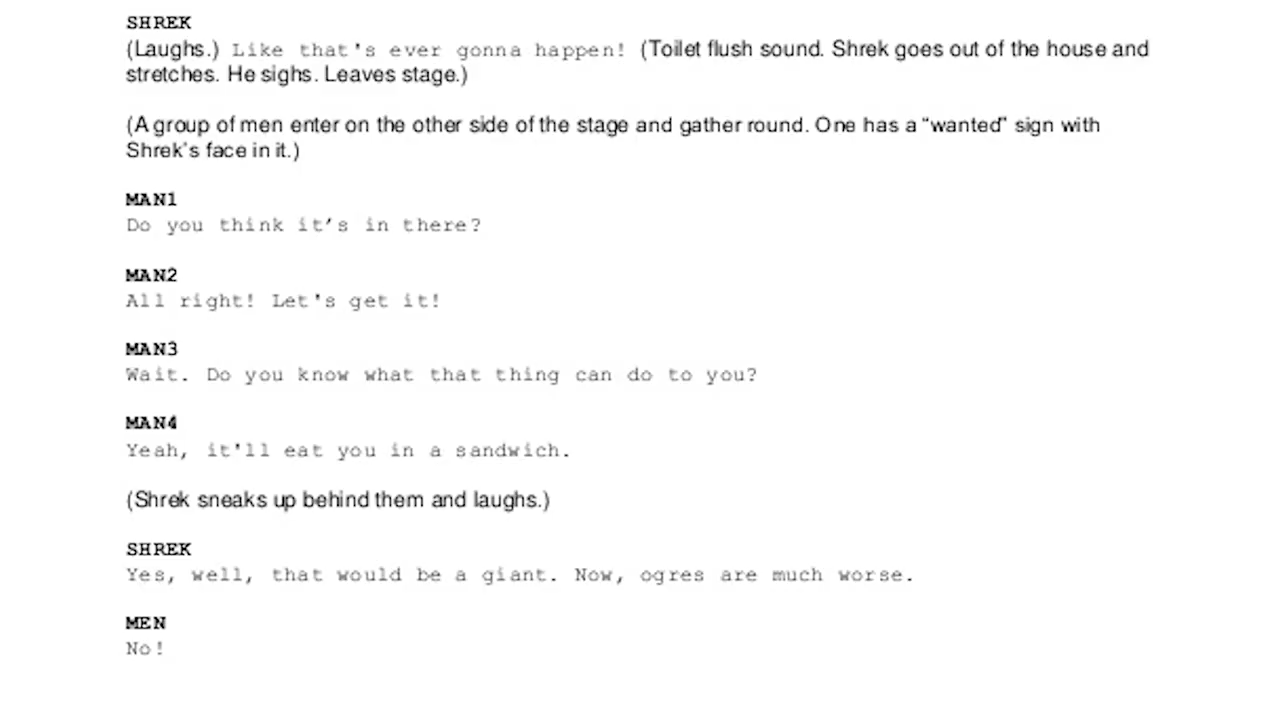 SHREK
(Laughs.) Like that's ever gonna happen! (Toilet flush sound. Shrek goes out of the house and
stretches. He sighs. Leaves stage.)
(A group of men enter on the other side of the stage and gather round. One has a “wanted” sign with
Shrek's face in it.)
MAN1
Do you think it’s in there?
MAN2
All right! Let's get it!
MAN3
Wait. Do you know what that thing can do to you?
MAN4
Yeah, it'll eat you in a sandwich.
(Shrek sneaks up behind them and laughs.)
SHREK
Yes, well, that would be a giant. Now, ogres are much worse.
MEN
No!